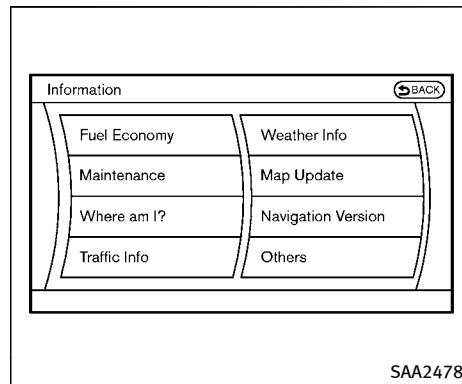 Information
BACK
Fuel Economy
Weather Info
Maintenance
Map Update
Where am I?
Navigation Version
Traffic Info
Others
SAA2478